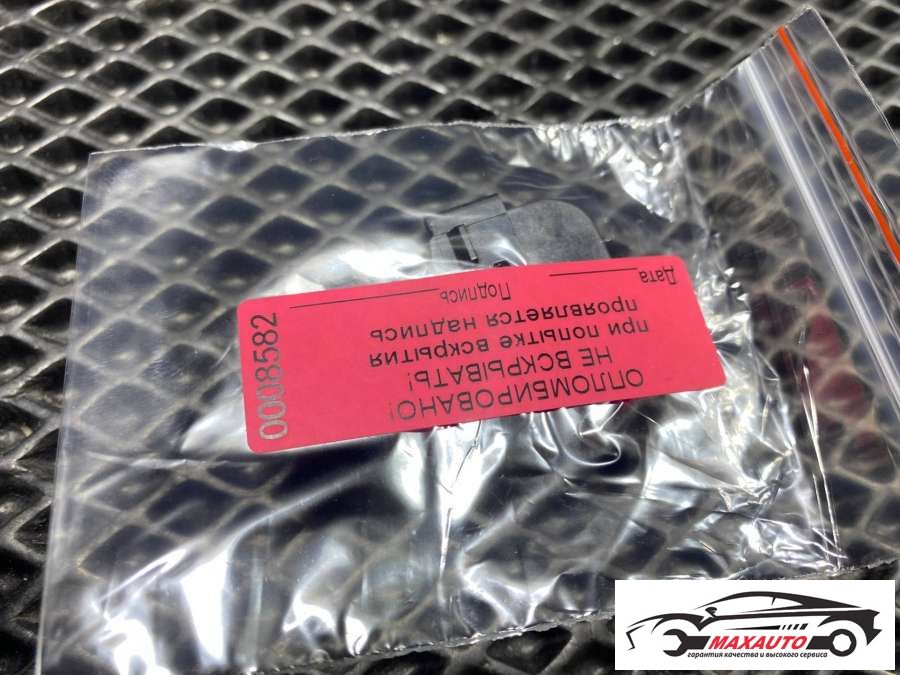 ОПЛОМБИРОВАНО!
НЕ ВСКРЫВАТЬ!
при попытке вскрытия
проявляется надпись
Дата Подпись
0008582
MAXAUTO
гарантия качества и высокого сервиса